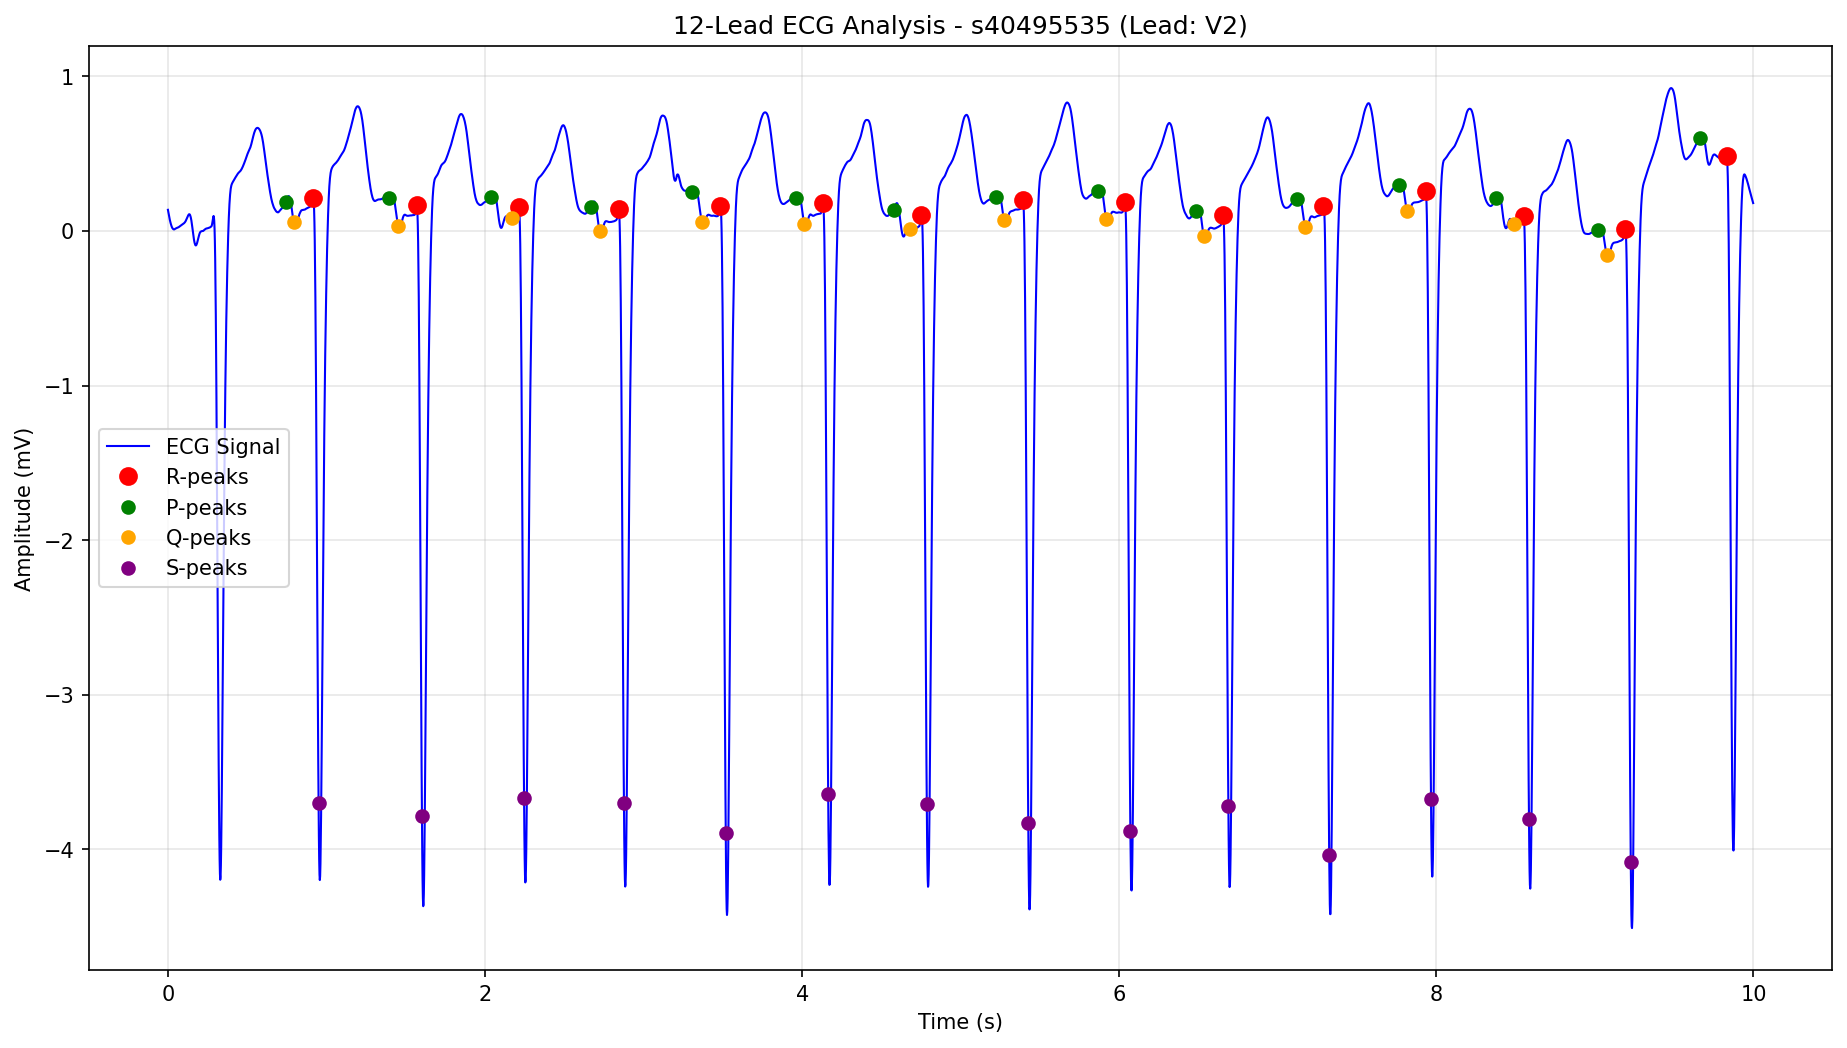 12-Lead ECG Analysis - s40495535 (Lead: V2)
Amplitude (mV)
1
0
−1
−2
−3
−4
ECG Signal
R-peaks
P-peaks
Q-peaks
S-peaks
0 2 4 6 8 10
Time (s)